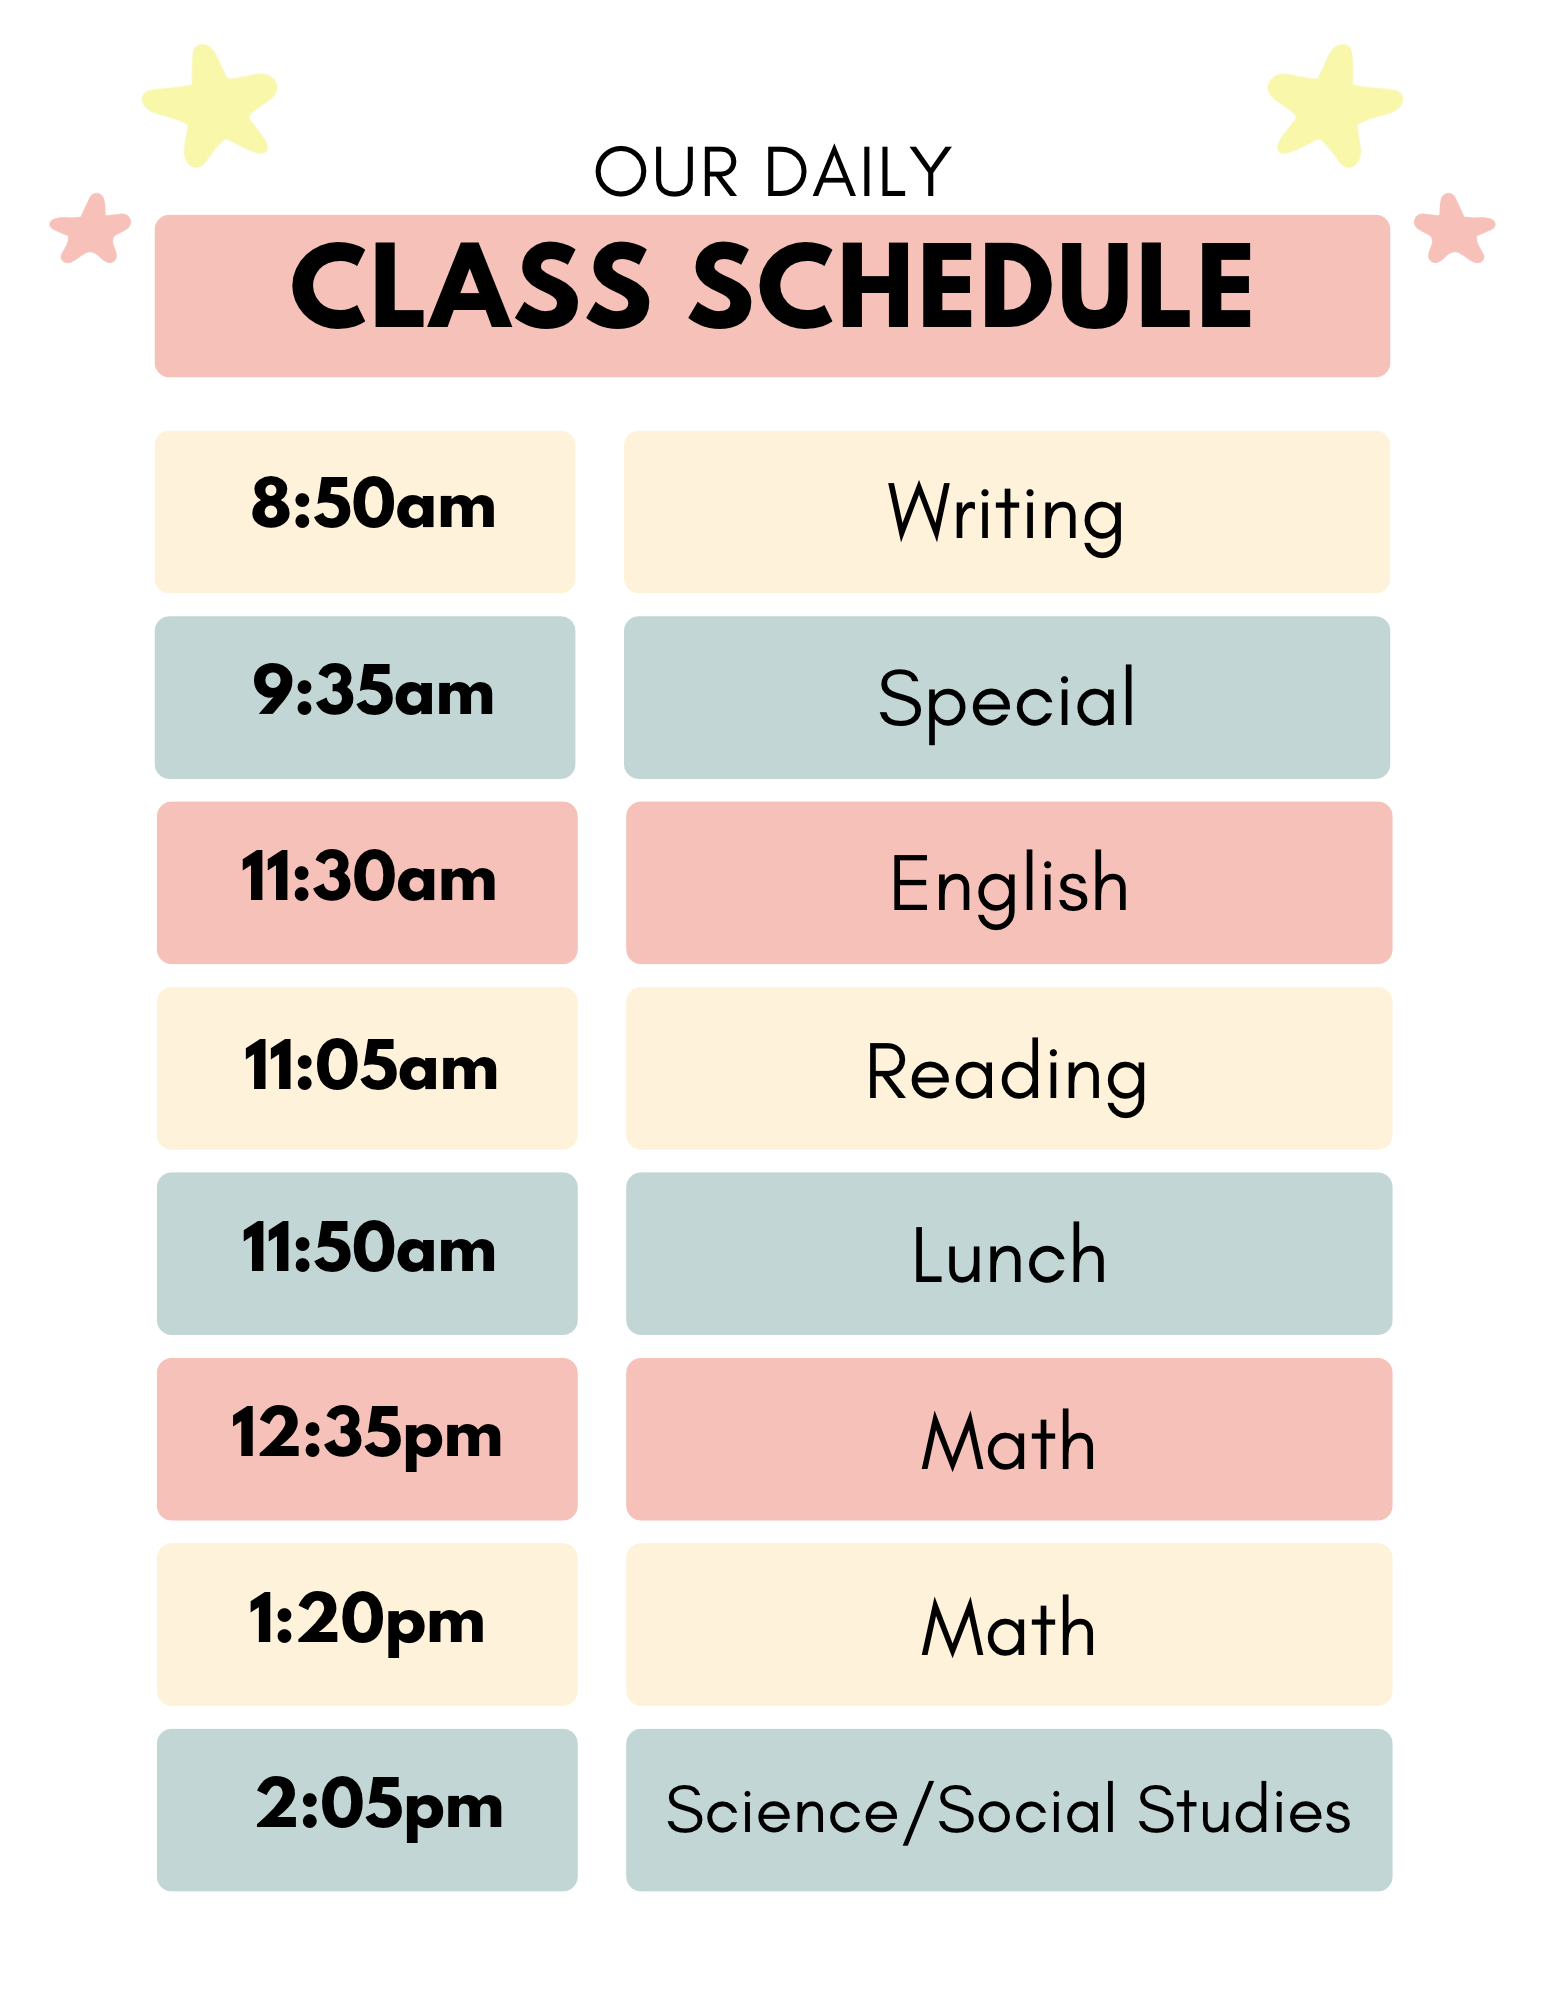 OUR DAILY
CLASS SCHEDULE
8:50am Writing
9:35am Special
11:30am English
11:05am Reading
11:50am Lunch
12:35pm Math
1:20pm Math
2:05pm Science/Social Studies